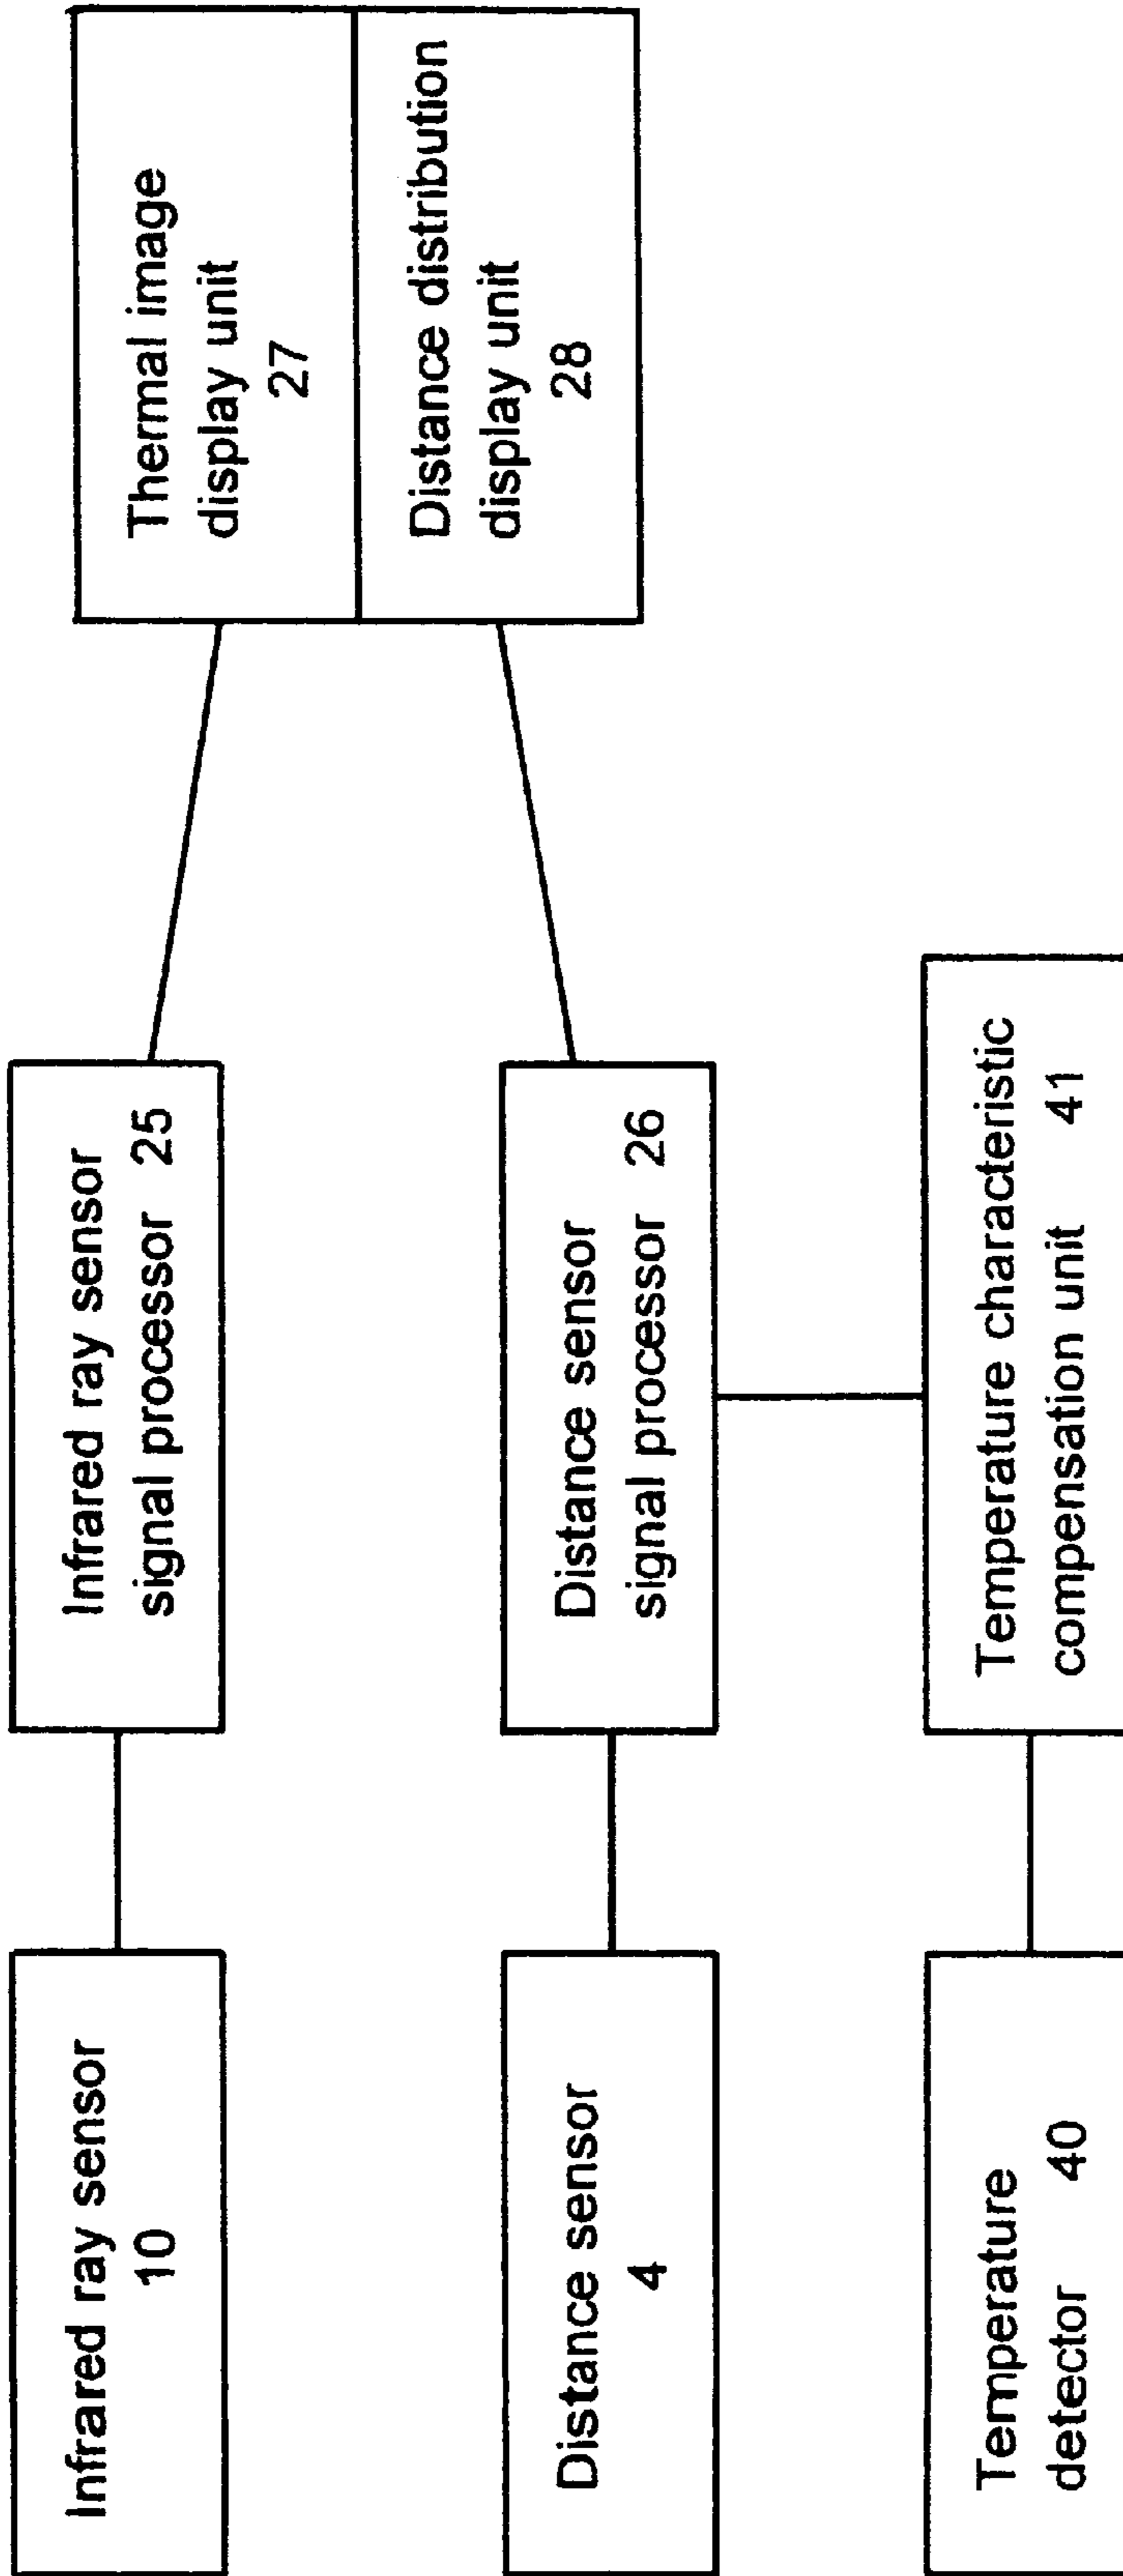 Infrared ray sensor
10
Infrared ray sensor
signal processor 25
Thermal image
display unit
27
Distance distribution
display unit
28
Distance sensor
4
Distance sensor
signal processor 26
Temperature
detector 40
Temperature characteristic
compensation unit 41